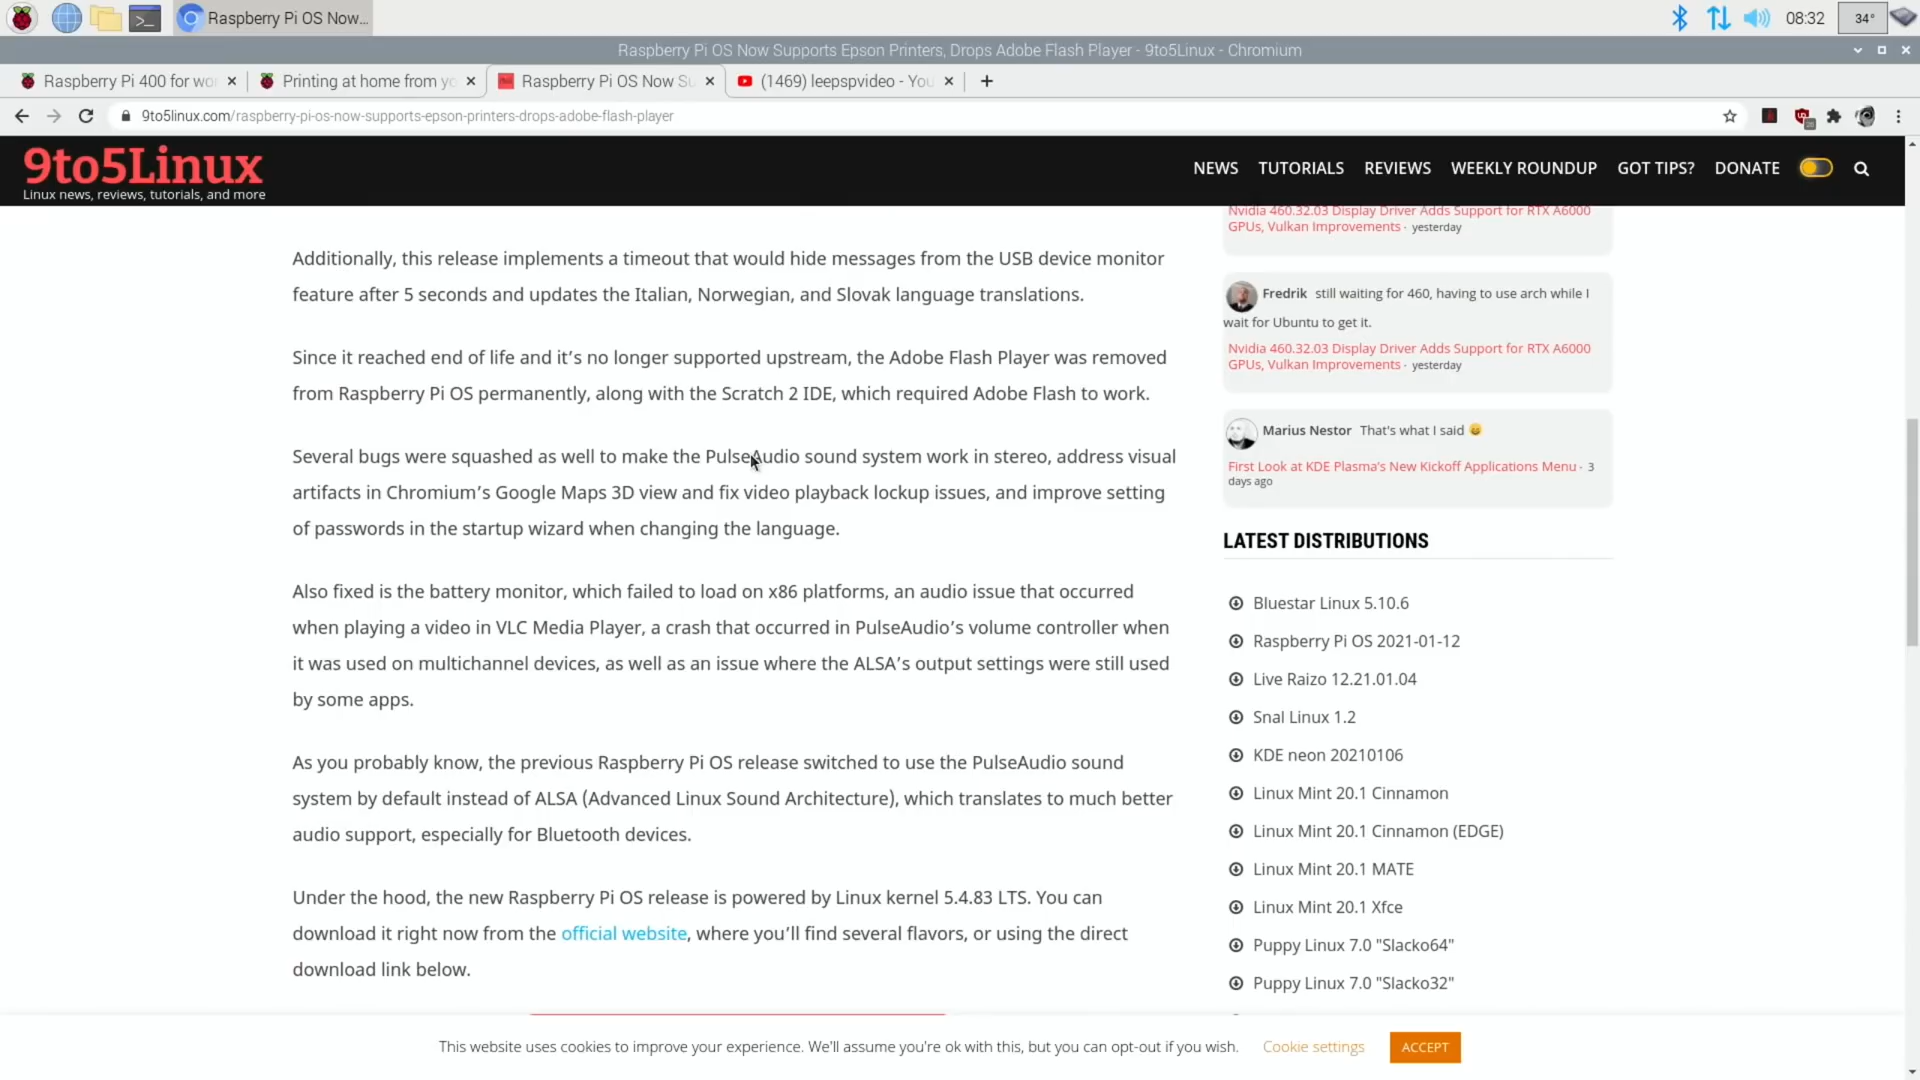 Raspberry Pi OS Now...
08:32
34°
Raspberry Pi OS Now Supports Epson Printers, Drops Adobe Flash Player - 9to5Linux - Chromium
Raspberry Pi 400 for wo
Printing at home from yo
Raspberry Pi OS Now Su
(1469) leepspvideo - You
9to5linux.com/raspberry-pi-os-now-supports-epson-printers-drops-adobe-flash-player
9to5Linux
Linux news, reviews, tutorials, and more
NEWS TUTORIALS REVIEWS WEEKLY ROUNDUP GOT TIPS? DONATE
Additionally, this release implements a timeout that would hide messages from the USB device monitor
feature after 5 seconds and updates the Italian, Norwegian, and Slovak language translations.
Since it reached end of life and it's no longer supported upstream, the Adobe Flash Player was removed
from Raspberry Pi OS permanently, along with the Scratch 2 IDE, which required Adobe Flash to work.
Several bugs were squashed as well to make the PulseAudio sound system work in stereo, address visual
artifacts in Chromium's Google Maps 3D view and fix video playback lockup issues, and improve setting
of passwords in the startup wizard when changing the language.
Also fixed is the battery monitor, which failed to load on x86 platforms, an audio issue that occurred
when playing a video in VLC Media Player, a crash that occurred in PulseAudio's volume controller when
it was used on multichannel devices, as well as an issue where the ALSA's output settings were still used
by some apps.
As you probably know, the previous Raspberry Pi OS release switched to use the PulseAudio sound
system by default instead of ALSA (Advanced Linux Sound Architecture), which translates to much better
audio support, especially for Bluetooth devices.
Under the hood, the new Raspberry Pi OS release is powered by Linux kernel 5.4.83 LTS. You can
download it right now from the official website, where you'll find several flavors, or using the direct
download link below.
Nvidia 460.32.03 Display Driver Adds Support for RTX A6000
GPUs, Vulkan Improvements · yesterday
Fredrik still waiting for 460, having to use arch while I
wait for Ubuntu to get it.
Nvidia 460.32.03 Display Driver Adds Support for RTX A6000
GPUs, Vulkan Improvements · yesterday
Marius Nestor That's what I said 😀
First Look at KDE Plasma's New Kickoff Applications Menu · 3
days ago
LATEST DISTRIBUTIONS
Bluestar Linux 5.10.6
Raspberry Pi OS 2021-01-12
Live Raizo 12.21.01.04
Snal Linux 1.2
KDE neon 20210106
Linux Mint 20.1 Cinnamon
Linux Mint 20.1 Cinnamon (EDGE)
Linux Mint 20.1 MATE
Linux Mint 20.1 Xfce
Puppy Linux 7.0 "Slacko64"
Puppy Linux 7.0 "Slacko32"
This website uses cookies to improve your experience. We'll assume you're ok with this, but you can opt-out if you wish. Cookie settings ACCEPT